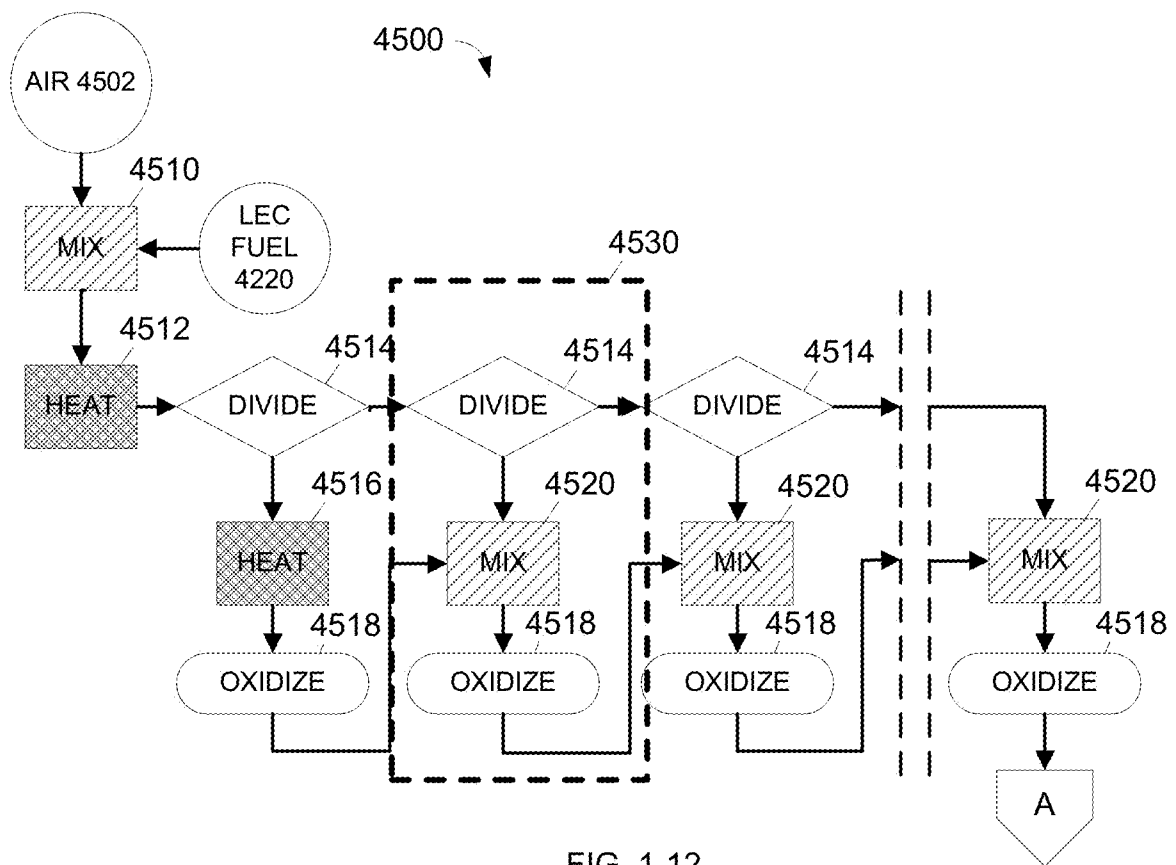 4500
AIR 4502
4510
MIX
LEC
FUEL
4220
4530
4512
HEAT
4514
DIVIDE
4514
DIVIDE
4514
DIVIDE
4516
HEAT
4520
MIX
4520
MIX
4520
MIX
4518
OXIDIZE
4518
OXIDIZE
4518
OXIDIZE
4518
OXIDIZE
A
FIG. 1.12